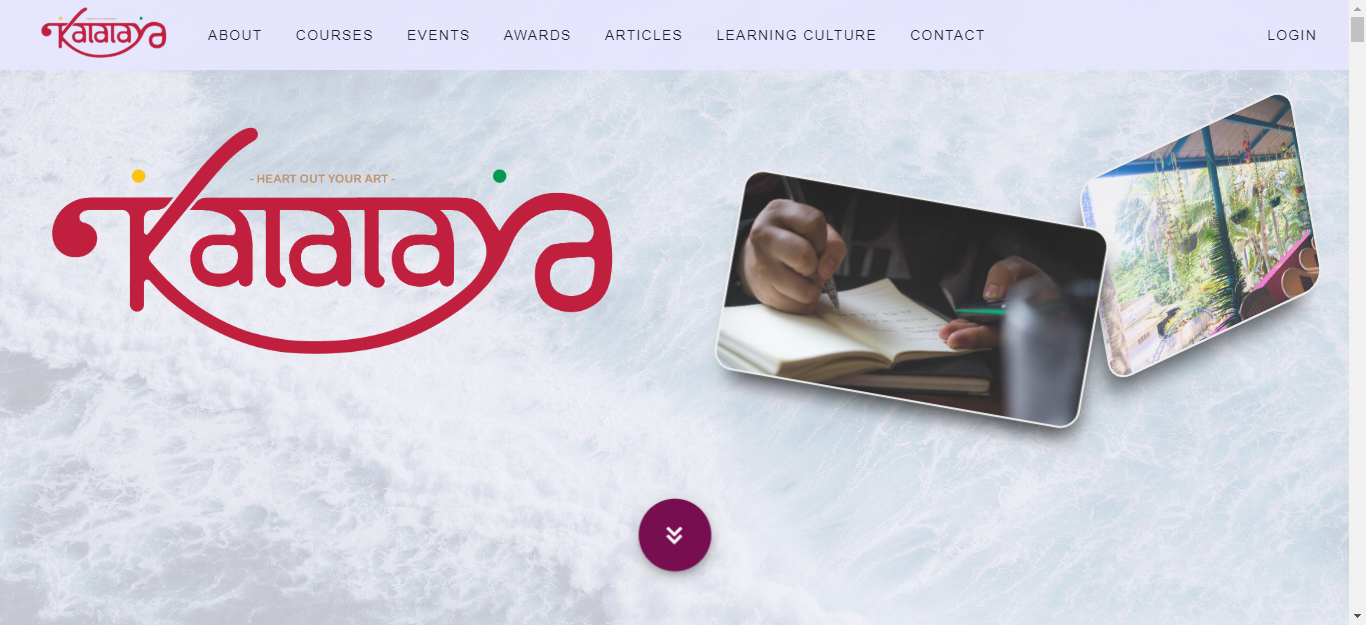 Kalalaya
ABOUT
COURSES
EVENTS
AWARDS
ARTICLES
LEARNING CULTURE
CONTACT
LOGIN
- HEART OUT YOUR ART -
Kalalaya